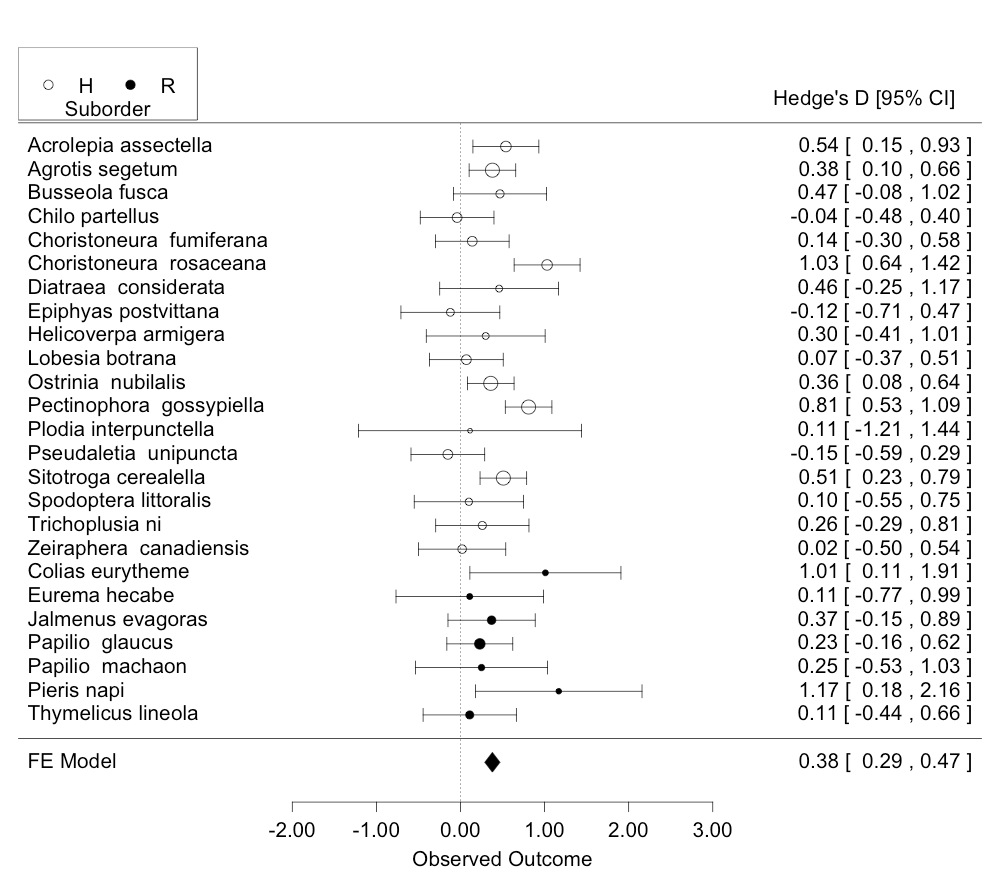 H R
Suborder
Hedge's D [95% CI]
Acrolepia assectella 0.54 [ 0.15 , 0.93 ]
Agrotis segetum 0.38 [ 0.10 , 0.66 ]
Busseola fusca 0.47 [ -0.08 , 1.02 ]
Chilo partellus -0.04 [ -0.48 , 0.40 ]
Choristoneura fumiferana 0.14 [ -0.30 , 0.58 ]
Choristoneura rosaceana 1.03 [ 0.64 , 1.42 ]
Diatraea considerata 0.46 [ -0.25 , 1.17 ]
Epiphyas postvittana -0.12 [ -0.71 , 0.47 ]
Helicoverpa armigera 0.30 [ -0.41 , 1.01 ]
Lobesia botrana 0.07 [ -0.37 , 0.51 ]
Ostrinia nubilalis 0.36 [ 0.08 , 0.64 ]
Pectinophora gossypiella 0.81 [ 0.53 , 1.09 ]
Plodia interpunctella 0.11 [ -1.21 , 1.44 ]
Pseudaletia unipuncta -0.15 [ -0.59 , 0.29 ]
Sitotroga cerealella 0.51 [ 0.23 , 0.79 ]
Spodoptera littoralis 0.10 [ -0.55 , 0.75 ]
Trichoplusia ni 0.26 [ -0.29 , 0.81 ]
Zeiraphera canadiensis 0.02 [ -0.50 , 0.54 ]
Colias eurytheme 1.01 [ 0.11 , 1.91 ]
Eurema hecabe 0.11 [ -0.77 , 0.99 ]
Jalmenus evagoras 0.37 [ -0.15 , 0.89 ]
Papilio glaucus 0.23 [ -0.16 , 0.62 ]
Papilio machaon 0.25 [ -0.53 , 1.03 ]
Pieris napi 1.17 [ 0.18 , 2.16 ]
Thymelicus lineola 0.11 [ -0.44 , 0.66 ]
FE Model 0.38 [ 0.29 , 0.47 ]
-2.00 -1.00 0.00 1.00 2.00 3.00
Observed Outcome